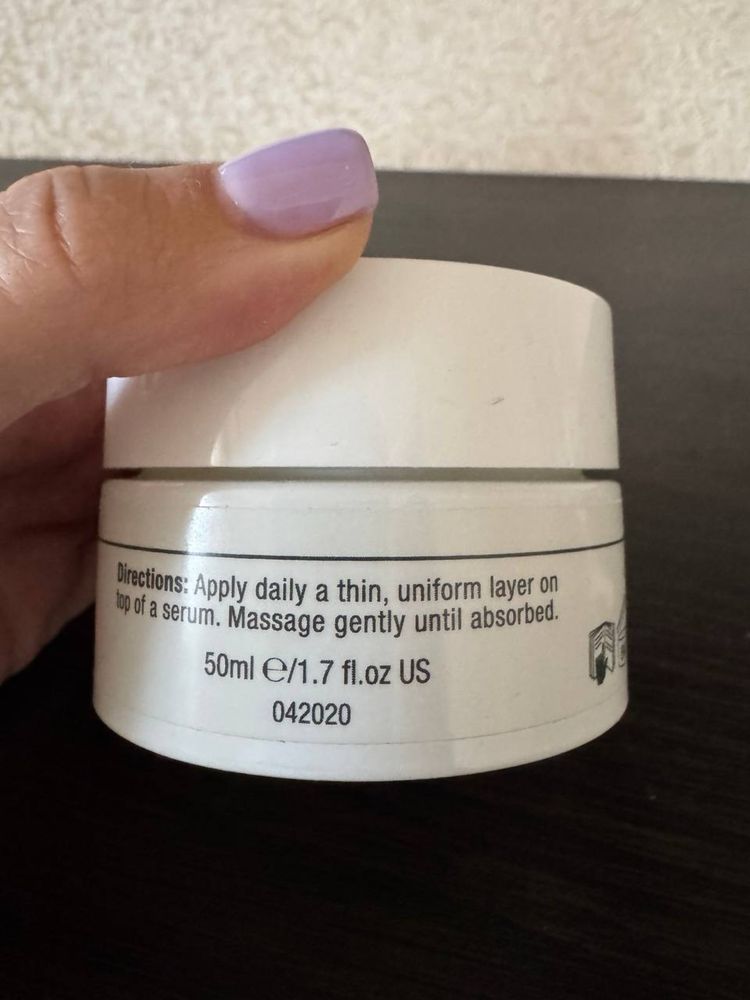 Directions: Apply daily a thin, uniform layer on
top of a serum. Massage gently until absorbed.
50ml ℮/1.7 fl.oz US
042020